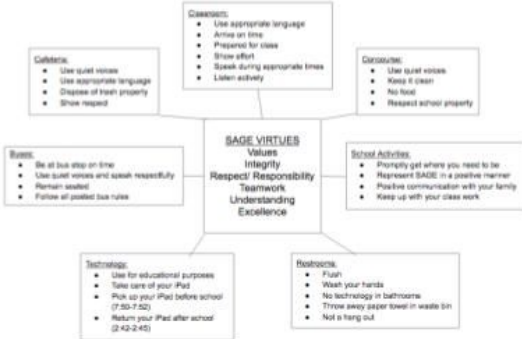 Classroom:
Use appropriate language
Arrive on time
Prepared for class
Show effort
Speak during appropriate times
Listen actively
Cafeteria:
Use quiet voices
Use appropriate language
Dispose of trash properly
Show respect
Concourse:
Use quiet voices
Keep it clean
No food
Respect school property
SAGE VIRTUES
Values
Integrity
Respect/ Responsibility
Teamwork
Understanding
Excellence
Buses:
Be at bus stop on time
Use quiet voices and speak respectfully
Remain seated
Follow all posted bus rules
School Activities:
Promptly get where you need to be
Represent SAGE in a positive manner
Positive communication with your family
Keep up with your class work
Technology:
Use for educational purposes
Take care of your iPad
Pick up your iPad before school
(7:50-7:52)
Return your iPad after school
(2:42-2:45)
Restrooms:
Flush
Wash your hands
No technology in bathrooms
Throw away paper towel in waste bin
Not a hang out